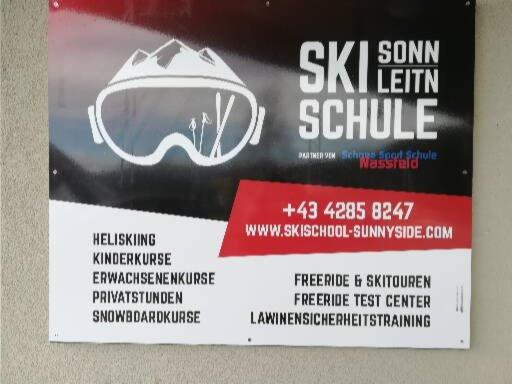 SKI SONN
LEITN
SCHULE
PARTNER VON Schnee Sport Schule
Nassfeld
+43 4285 8247
WWW.SKISCHOOL-SUNNYSIDE.COM
HELISKIING
KINDERKURSE
ERWACHSENENKURSE
PRIVATSTUNDEN
SNOWBOARDKURSE
FREERIDE & SKITOUREN
FREERIDE TEST CENTER
LAWINENSICHERHEITSTRAINING